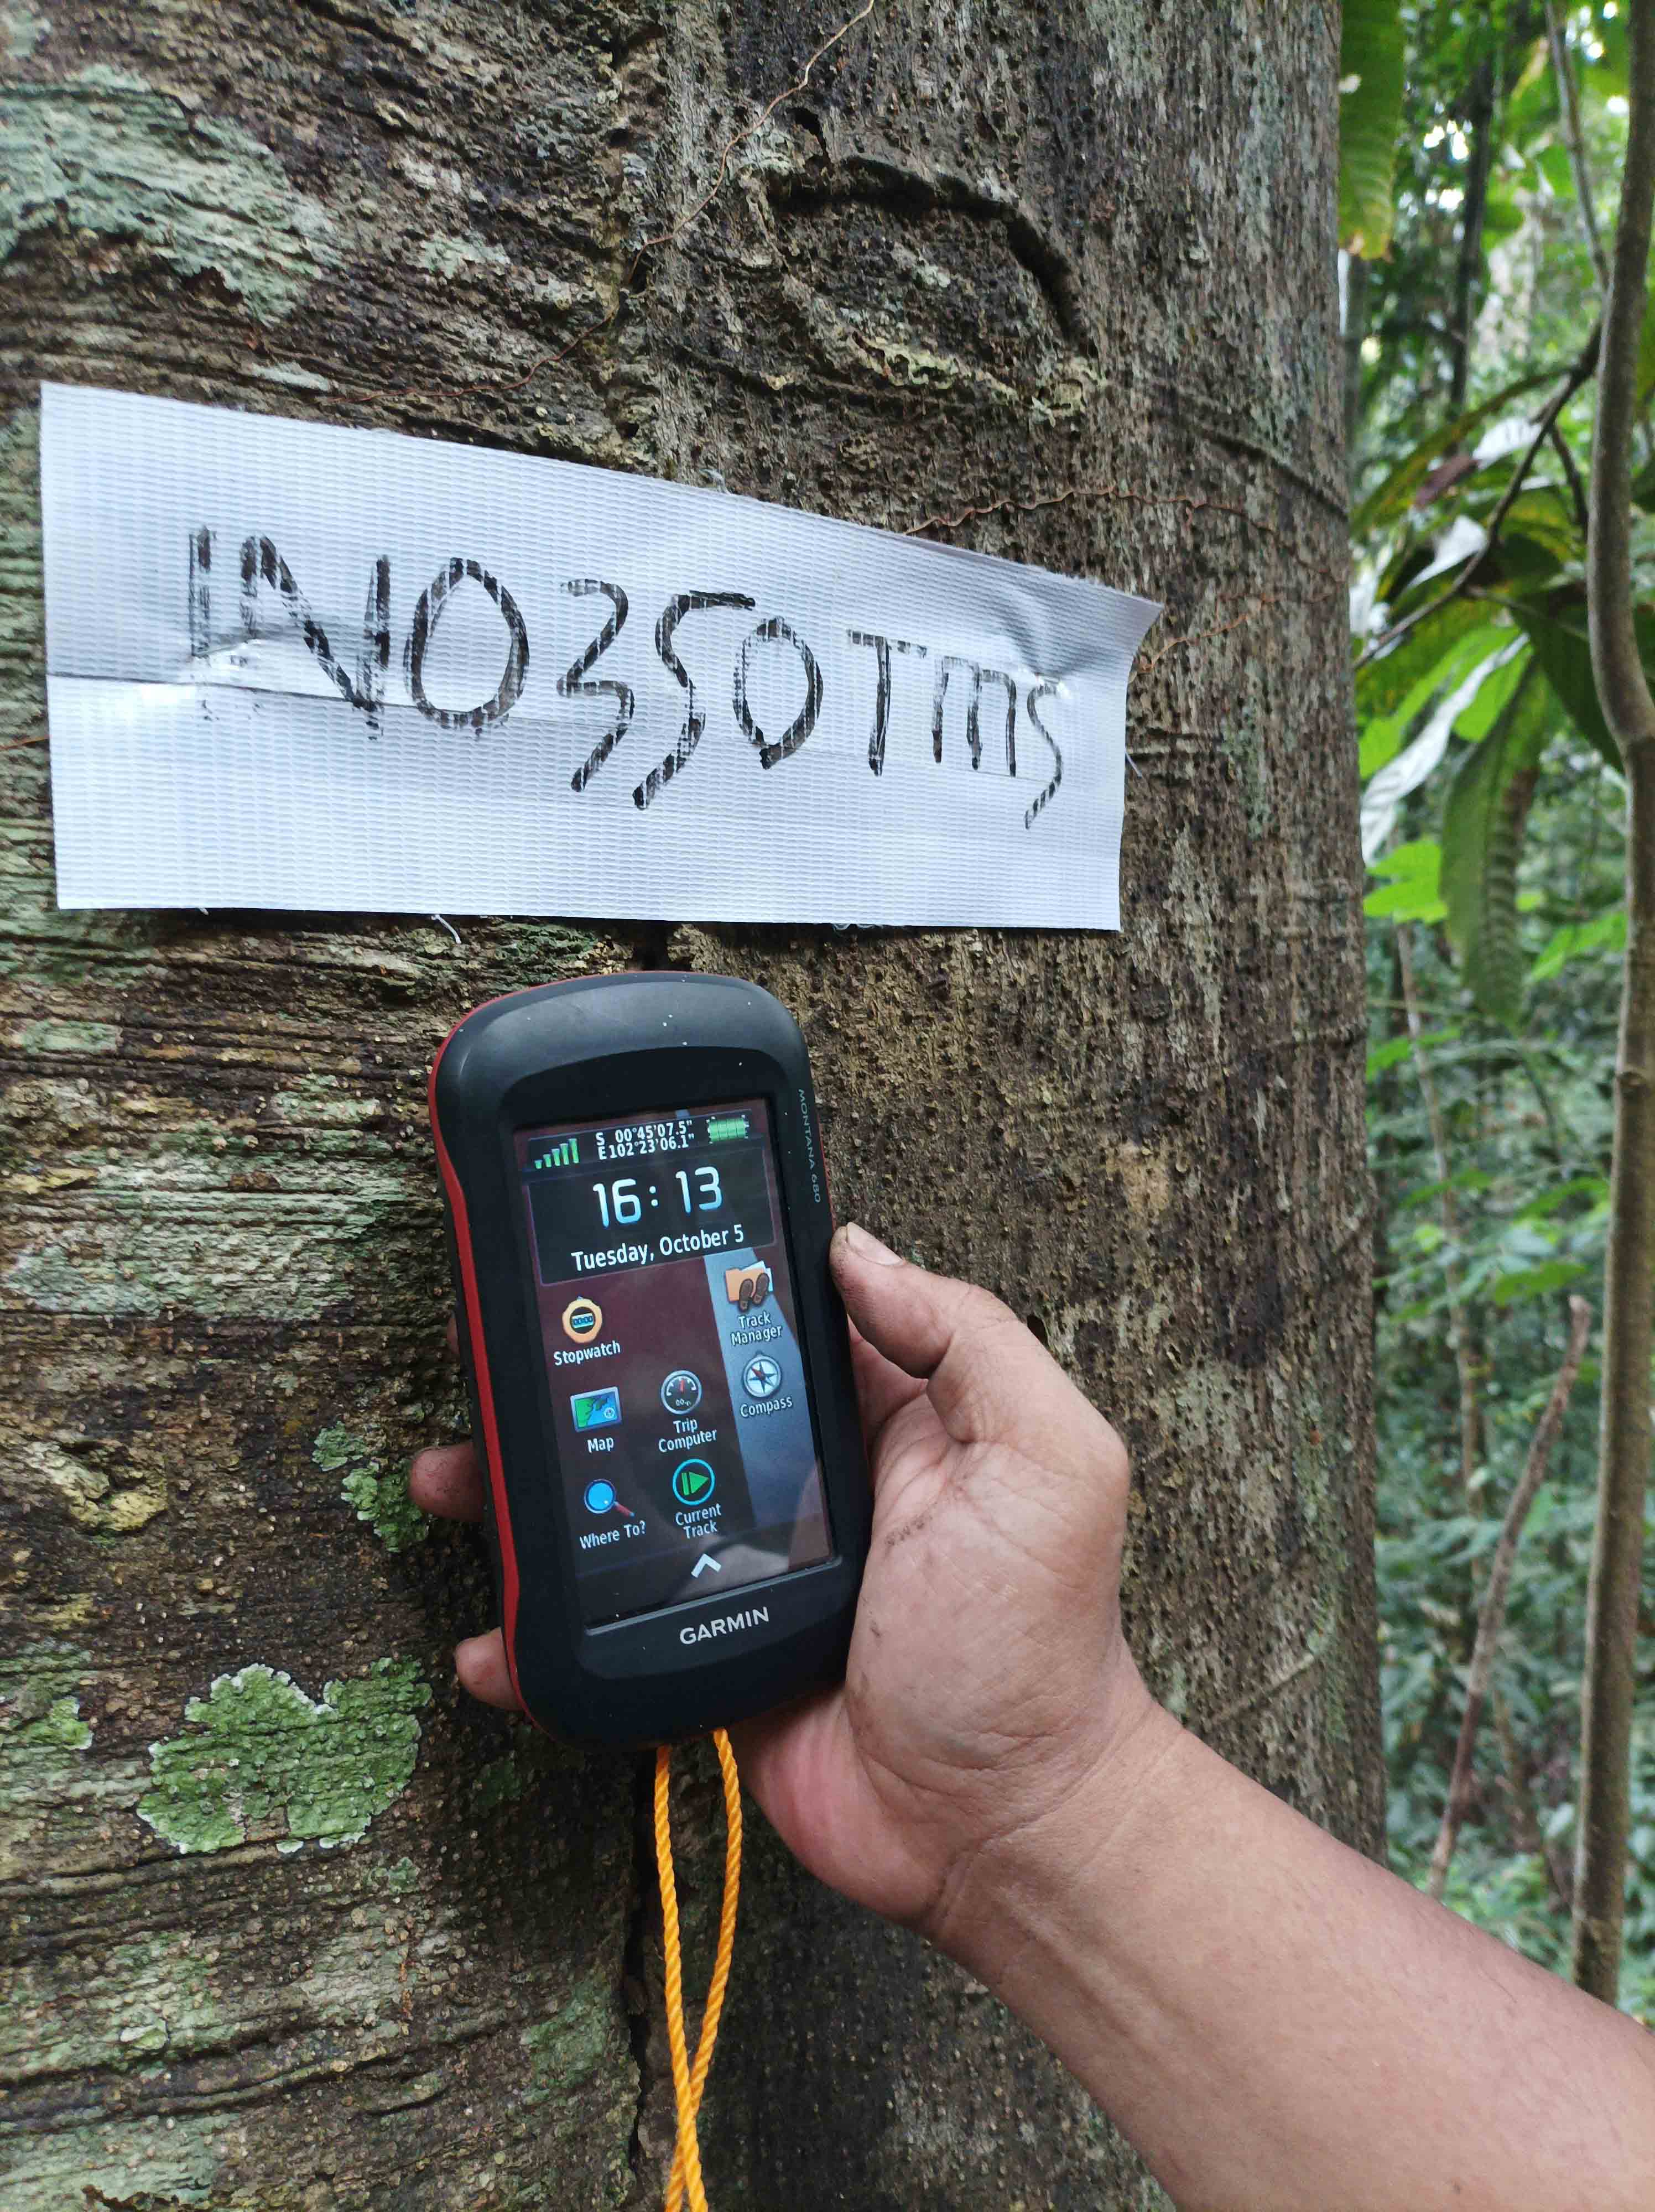 INO350TMS
MONTANA 680
S 00°45'07.5"
E102°23'06.1"
16:13
Tuesday, October 5
Stopwatch
Track
Manager
Map
Trip
Computer
Compass
Where To?
Current
Track
GARMIN